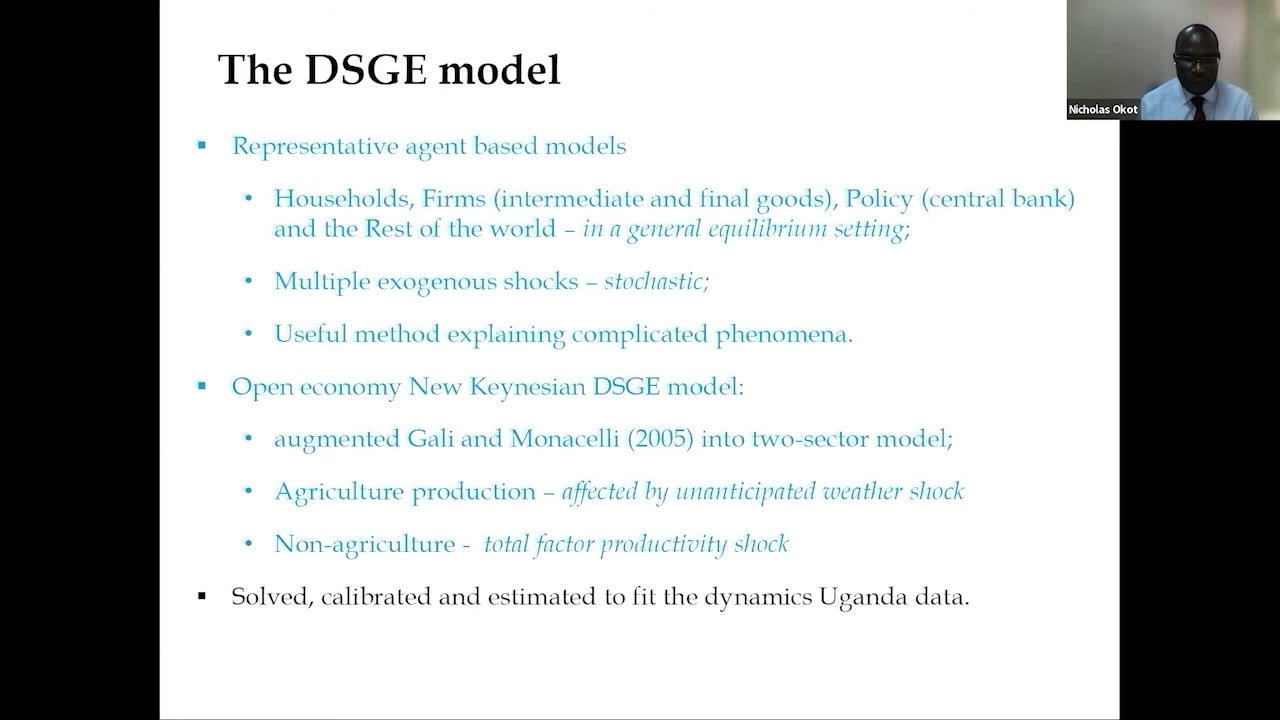 The DSGE model
Nicholas Okot
▪ Representative agent based models
• Households, Firms (intermediate and final goods), Policy (central bank)
and the Rest of the world – in a general equilibrium setting;
• Multiple exogenous shocks – stochastic;
• Useful method explaining complicated phenomena.
▪ Open economy New Keynesian DSGE model:
• augmented Gali and Monacelli (2005) into two-sector model;
• Agriculture production – affected by unanticipated weather shock
• Non-agriculture - total factor productivity shock
▪ Solved, calibrated and estimated to fit the dynamics Uganda data.